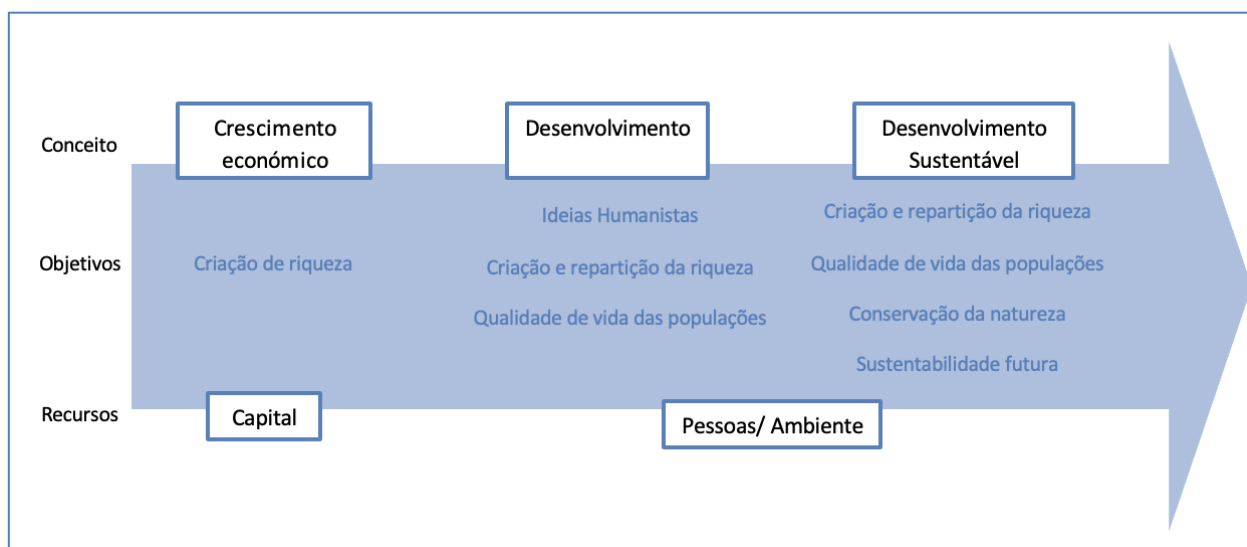 Conceito
Crescimento
económico
Desenvolvimento
Desenvolvimento
Sustentável
Objetivos
Criação de riqueza
Ideias Humanistas
Criação e repartição da riqueza
Qualidade de vida das populações
Criação e repartição da riqueza
Qualidade de vida das populações
Conservação da natureza
Sustentabilidade futura
Recursos
Capital
Pessoas/ Ambiente